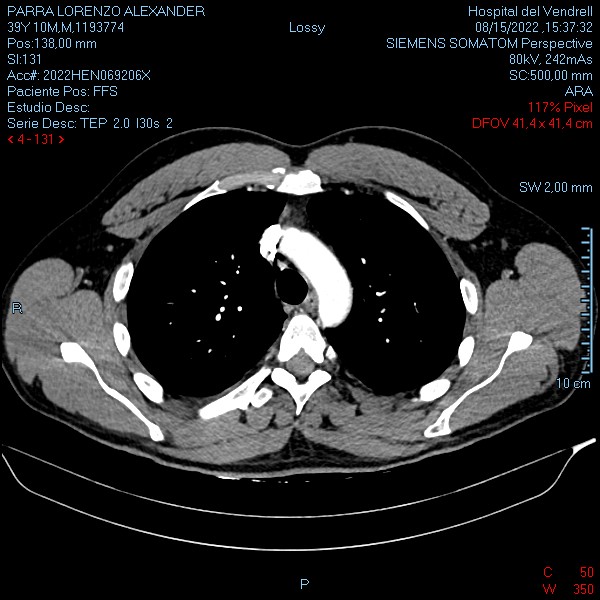 PARRA LORENZO ALEXANDER
39Y 10M,M,1193774
Pos:138,00 mm
SI:131
Acc#: 2022HEN069206X
Paciente Pos: FFS
Estudio Desc:
Serie Desc: TEP 2.0 I30s 2
< 4 - 131 >
Lossy
Hospital del Vendrell
08/15/2022 ,15:37:32
SIEMENS SOMATOM Perspective
80kV, 242mAs
SC:500,00 mm
ARA
117% Pixel
DFOV 41,4 x 41,4 cm
SW 2,00 mm
R
10 cm
P
C 50
W 350